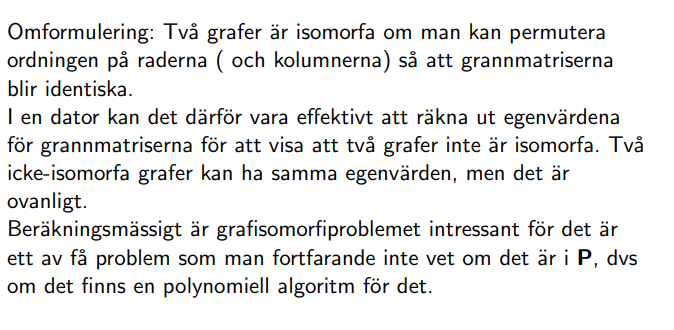 Omformulering: Två grafer är isomorfa om man kan permutera
ordningen på raderna ( och kolumnerna) så att grannmatriserna
blir identiska.
I en dator kan det därför vara effektivt att räkna ut egenvärdena
för grannmatriserna för att visa att två grafer inte är isomorfa. Två
icke-isomorfa grafer kan ha samma egenvärden, men det är
ovanligt.
Beräkningsmässigt är grafisomorfiproblemet intressant för det är
ett av få problem som man fortfarande inte vet om det är i P, dvs
om det finns en polynomiell algoritm för det.